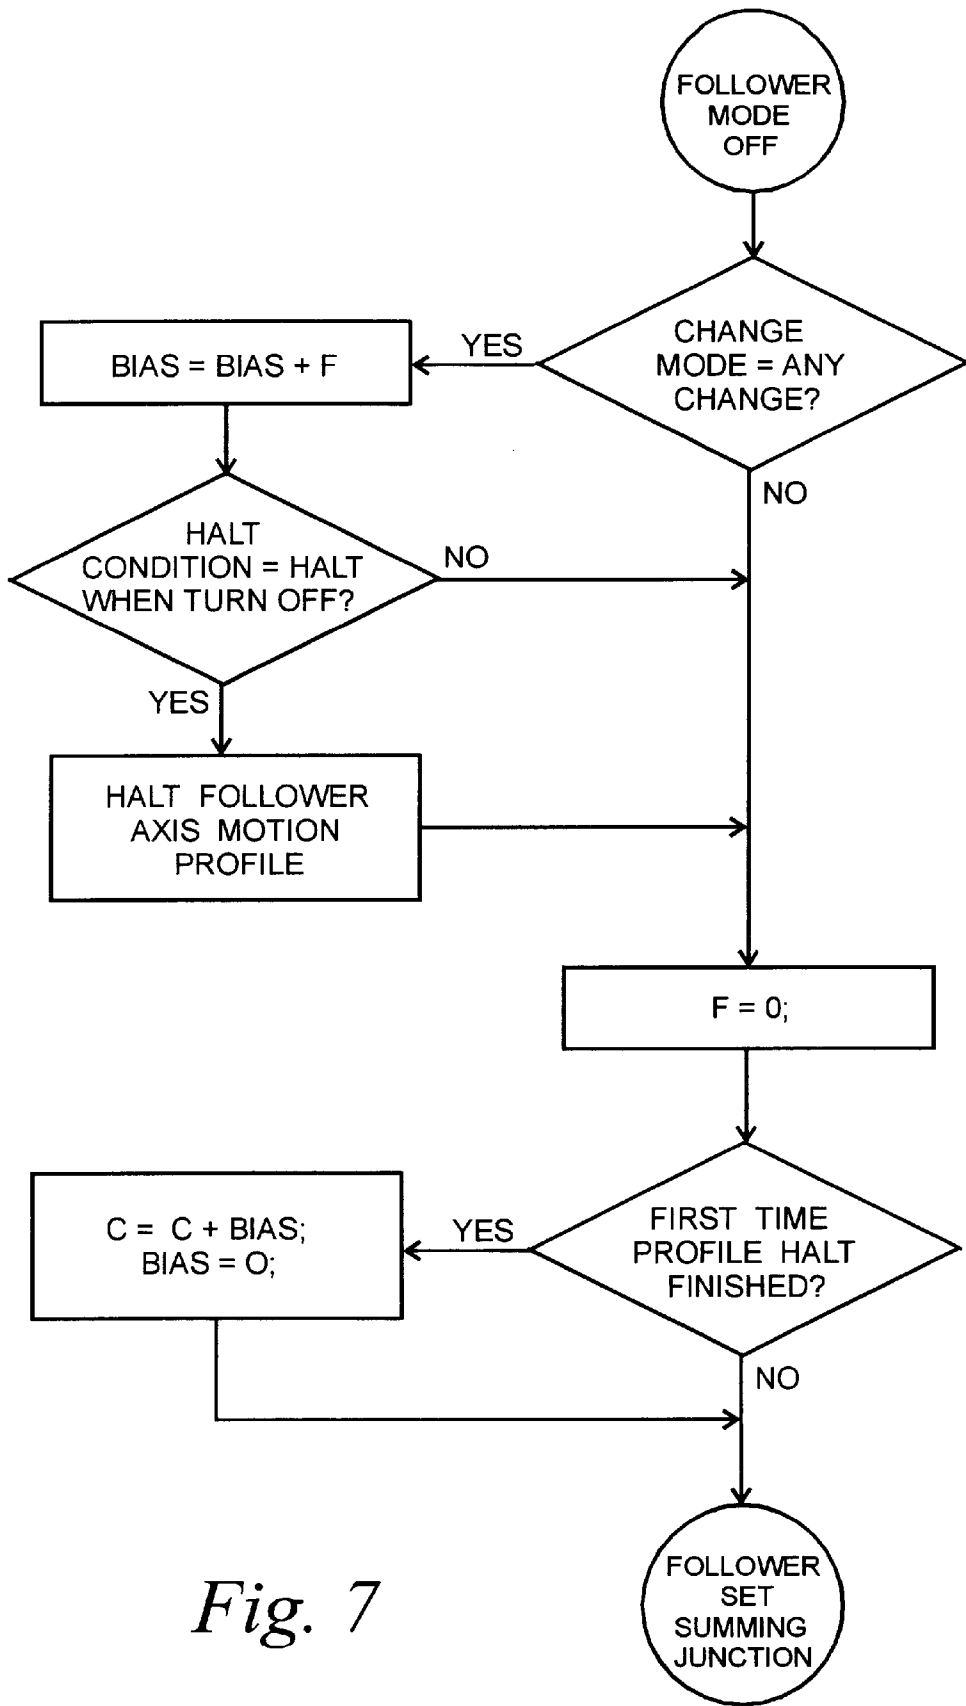 FOLLOWER
MODE
OFF
CHANGE
MODE = ANY
CHANGE?
YES
BIAS = BIAS + F
NO
HALT
CONDITION = HALT
WHEN TURN OFF?
NO
YES
HALT FOLLOWER
AXIS MOTION
PROFILE
F = 0;
FIRST TIME
PROFILE HALT
FINISHED?
YES
C = C + BIAS;
BIAS = O;
NO
FOLLOWER
SET
SUMMING
JUNCTION
Fig. 7